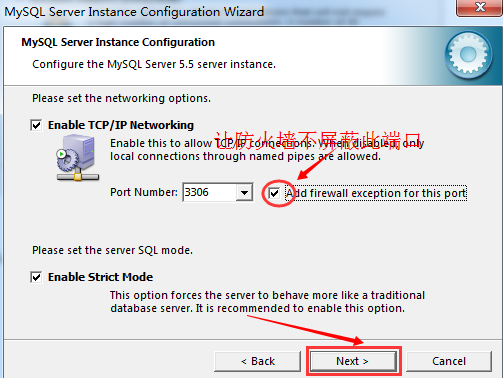 MySQL Server Instance Configuration Wizard
MySQL Server Instance Configuration
Configure the MySQL Server 5.5 server instance.
Please set the networking options.
Enable TCP/IP Networking
让防火墙不屏蔽此端口
Enable this to allow TCP/IP connections. When disabled, only
local connections through named pipes are allowed.
Port Number: 3306 Add firewall exception for this port
Please set the server SQL mode.
Enable Strict Mode
This option forces the server to behave more like a traditional
database server. It is recommended to enable this option.
< Back Next > Cancel